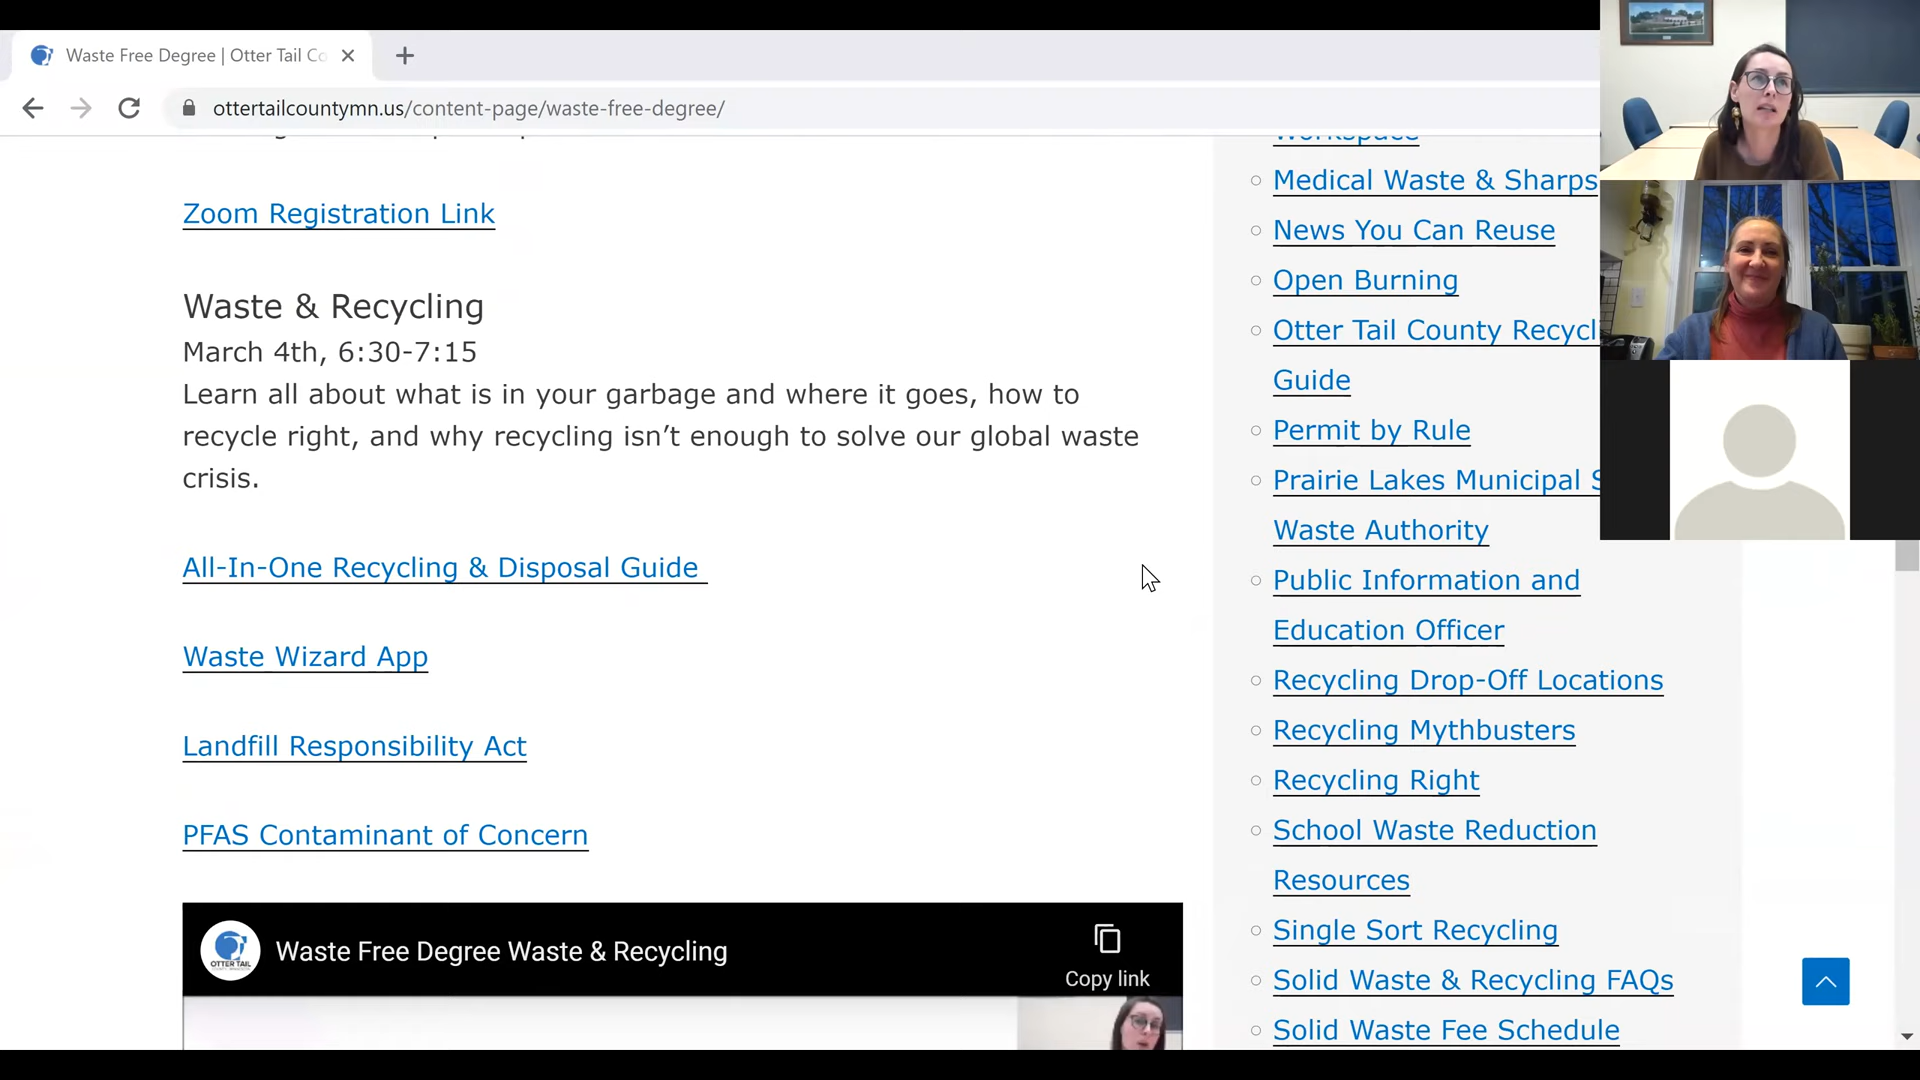 Waste Free Degree | Otter Tail Co
ottertailcountymn.us/content-page/waste-free-degree/
Zoom Registration Link
Waste & Recycling
March 4th, 6:30-7:15
Learn all about what is in your garbage and where it goes, how to
recycle right, and why recycling isn’t enough to solve our global waste
crisis.
All-In-One Recycling & Disposal Guide
Waste Wizard App
Landfill Responsibility Act
PFAS Contaminant of Concern
OTTER TAIL
Waste Free Degree Waste & Recycling
Copy link
Workspace
Medical Waste & Sharps
News You Can Reuse
Open Burning
Otter Tail County Recycl
Guide
Permit by Rule
Prairie Lakes Municipal S
Waste Authority
Public Information and
Education Officer
Recycling Drop-Off Locations
Recycling Mythbusters
Recycling Right
School Waste Reduction
Resources
Single Sort Recycling
Solid Waste & Recycling FAQs
Solid Waste Fee Schedule